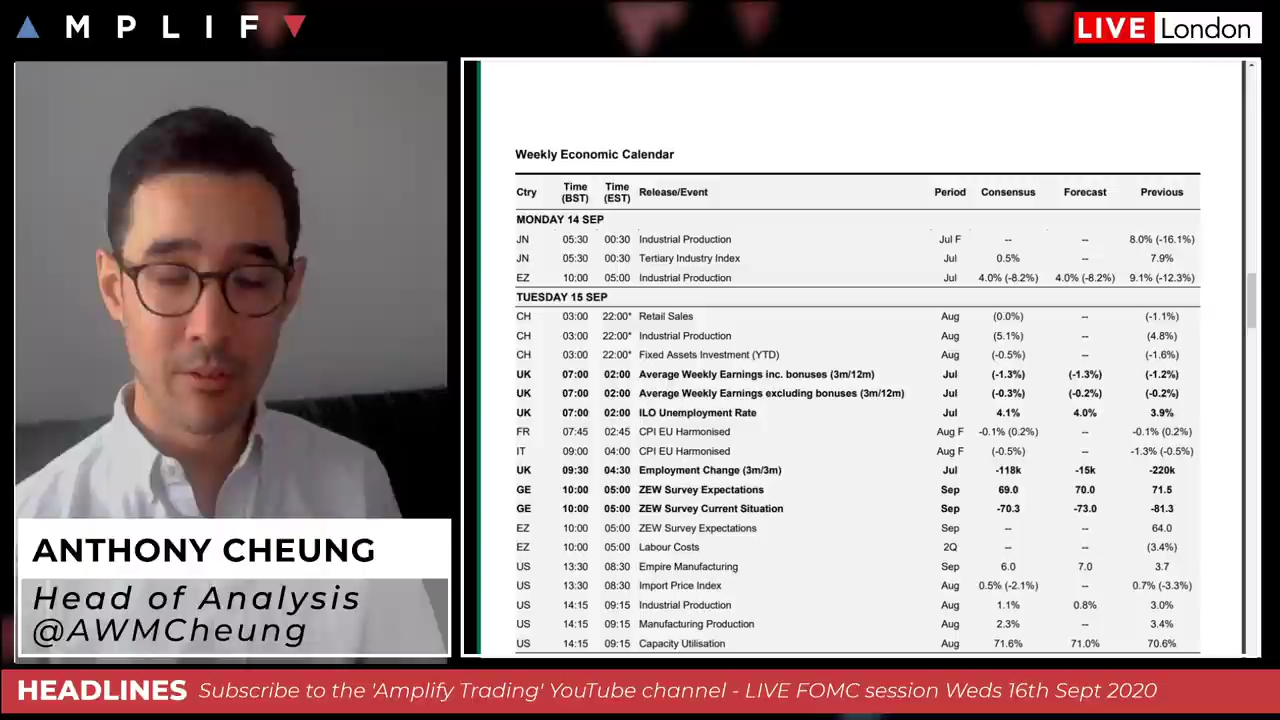 AMPLIFY
LIVE London
Weekly Economic Calendar
Ctry Time (BST) Time (EST) Release/Event Period Consensus Forecast Previous
MONDAY 14 SEP
JN 05:30 00:30 Industrial Production Jul F -- -- 8.0% (-16.1%)
JN 05:30 00:30 Tertiary Industry Index Jul 0.5% -- 7.9%
EZ 10:00 05:00 Industrial Production Jul 4.0% (-8.2%) 4.0% (-8.2%) 9.1% (-12.3%)
TUESDAY 15 SEP
CH 03:00 22:00* Retail Sales Aug (0.0%) -- (-1.1%)
CH 03:00 22:00* Industrial Production Aug (5.1%) -- (4.8%)
CH 03:00 22:00* Fixed Assets Investment (YTD) Aug (-0.5%) -- (-1.6%)
UK 07:00 02:00 Average Weekly Earnings inc. bonuses (3m/12m) Jul (-1.3%) (-1.3%) (-1.2%)
UK 07:00 02:00 Average Weekly Earnings excluding bonuses (3m/12m) Jul (-0.3%) (-0.2%) (-0.2%)
UK 07:00 02:00 ILO Unemployment Rate Jul 4.1% 4.0% 3.9%
FR 07:45 02:45 CPI EU Harmonised Aug F -0.1% (0.2%) -- -0.1% (0.2%)
IT 09:00 04:00 CPI EU Harmonised Aug F (-0.5%) -- -1.3% (-0.5%)
UK 09:30 04:30 Employment Change (3m/3m) Jul -118k -15k -220k
GE 10:00 05:00 ZEW Survey Expectations Sep 69.0 70.0 71.5
GE 10:00 05:00 ZEW Survey Current Situation Sep -70.3 -73.0 -81.3
EZ 10:00 05:00 ZEW Survey Expectations Sep -- -- 64.0
EZ 10:00 05:00 Labour Costs 2Q -- -- (3.4%)
US 13:30 08:30 Empire Manufacturing Sep 6.0 7.0 3.7
US 13:30 08:30 Import Price Index Aug 0.5% (-2.1%) -- 0.7% (-3.3%)
US 14:15 09:15 Industrial Production Aug 1.1% 0.8% 3.0%
US 14:15 09:15 Manufacturing Production Aug 2.3% -- 3.4%
US 14:15 09:15 Capacity Utilisation Aug 71.6% 71.0% 70.6%
ANTHONY CHEUNG
Head of Analysis
@AWMCheung
HEADLINES Subscribe to the 'Amplify Trading' YouTube channel - LIVE FOMC session Weds 16th Sept 2020